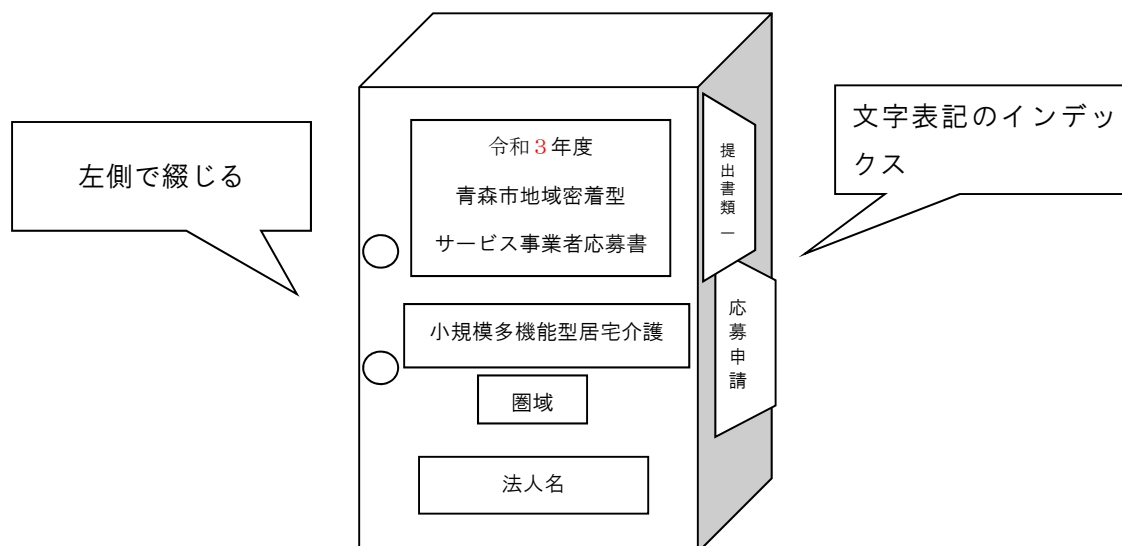 左側で綴じる
令和３年度
青森市地域密着型
サービス事業者応募書
小規模多機能型居宅介護
圏域
法人名
提出書類一
応募申請
文字表記のインデッ
クス